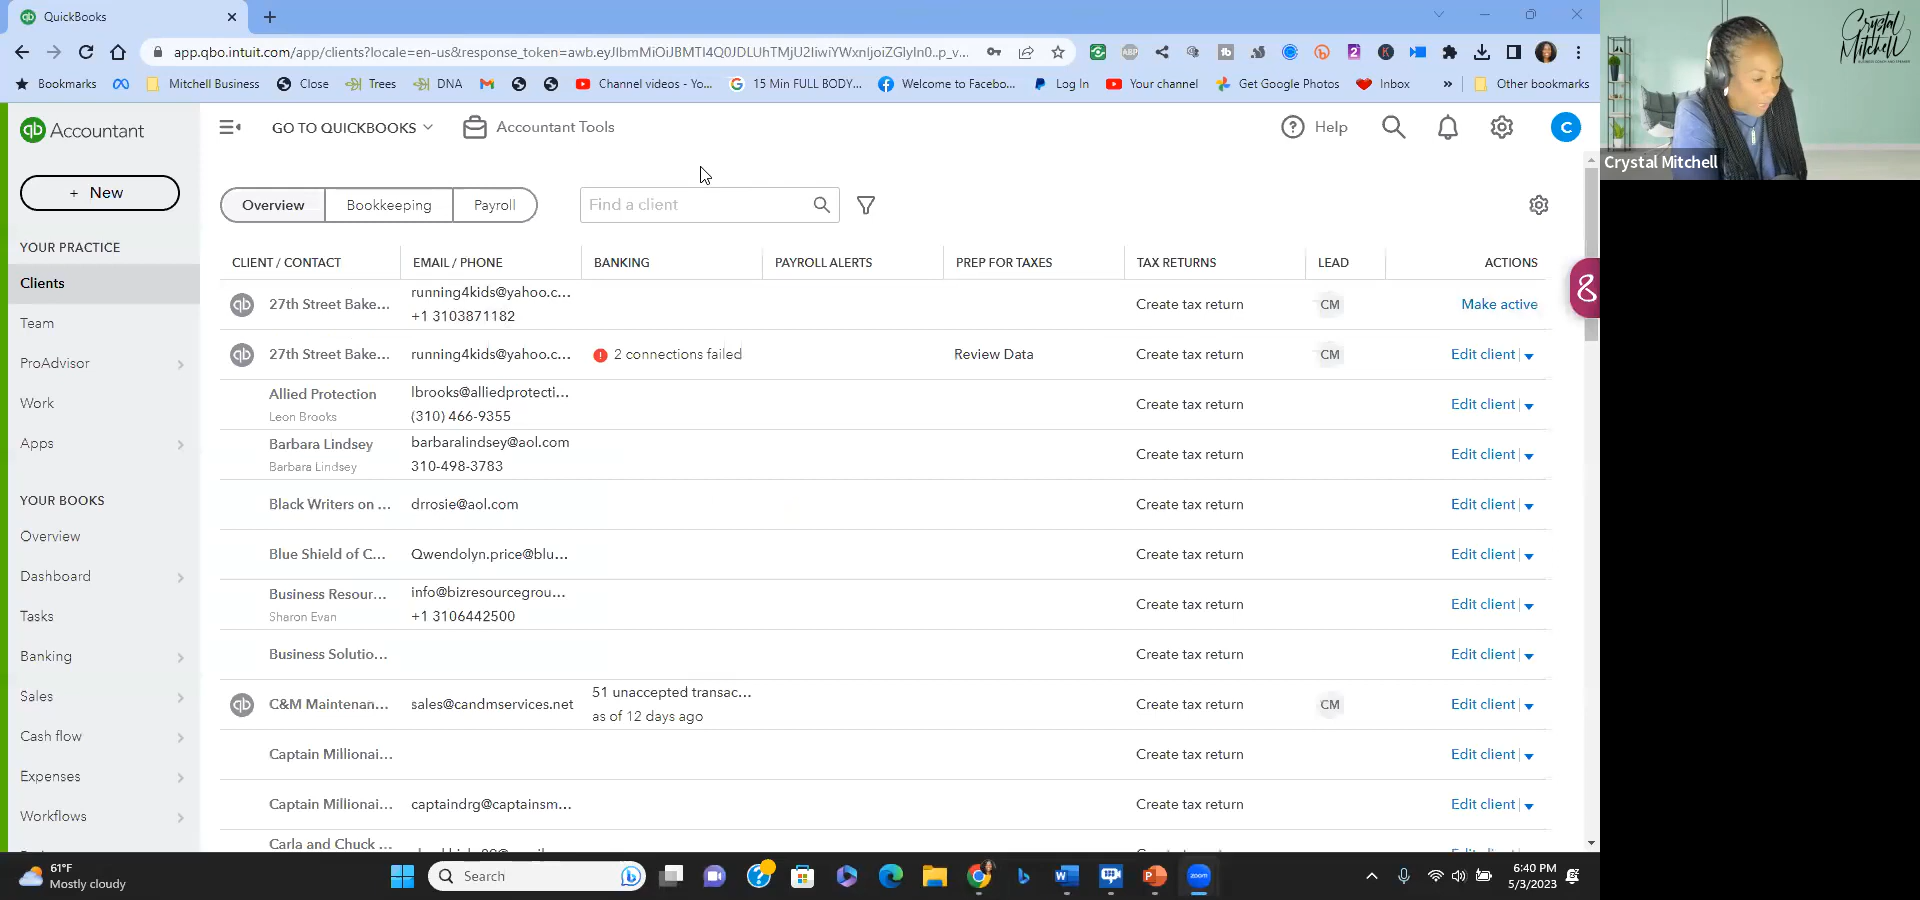 QuickBooks
app.qbo.intuit.com/app/clients?locale=en-us&response_token=awb.eyJlbmMiOiJBMTI4Q0JDLUhTMjU2IiwiYWxnIjoiZGlyIn0..p_v...
Bookmarks
Mitchell Business
Close
Trees
DNA
Channel videos - Yo...
15 Min FULL BODY...
Welcome to Facebo...
Log In
Your channel
Get Google Photos
Inbox
»
Other bookmarks
Crystal Mitchell
Crystal Mitchell
qb Accountant
GO TO QUICKBOOKS
Accountant Tools
Help
C
+ New
Overview
Bookkeeping
Payroll
Find a client
YOUR PRACTICE
Clients
Team
ProAdvisor
Work
Apps
YOUR BOOKS
Overview
Dashboard
Tasks
Banking
Sales
Cash flow
Expenses
Workflows
CLIENT / CONTACT EMAIL / PHONE BANKING PAYROLL ALERTS PREP FOR TAXES TAX RETURNS LEAD ACTIONS
qb 27th Street Bake... running4kids@yahoo.c... Create tax return CM Make active
+1 3103871182
qb 27th Street Bake... running4kids@yahoo.c... 2 connections failed Review Data Create tax return CM Edit client
Allied Protection lbrooks@alliedprotecti... Create tax return Edit client
Leon Brooks (310) 466-9355
Barbara Lindsey barbaralindsey@aol.com Create tax return Edit client
Barbara Lindsey 310-498-3783
Black Writers on ... drrosie@aol.com Create tax return Edit client
Blue Shield of C... Qwendolyn.price@blu... Create tax return Edit client
Business Resour... info@bizresourcegrou... Create tax return Edit client
Sharon Evan +1 3106442500
Business Solutio... Create tax return Edit client
qb C&M Maintenan... sales@candmservices.net 51 unaccepted transac... Create tax return CM Edit client
as of 12 days ago
Captain Millionai... Create tax return Edit client
Captain Millionai... captaindrg@captainsm... Create tax return Edit client
Carla and Chuck ...
61°F
Mostly cloudy
Search
zoom
6:40 PM
5/3/2023